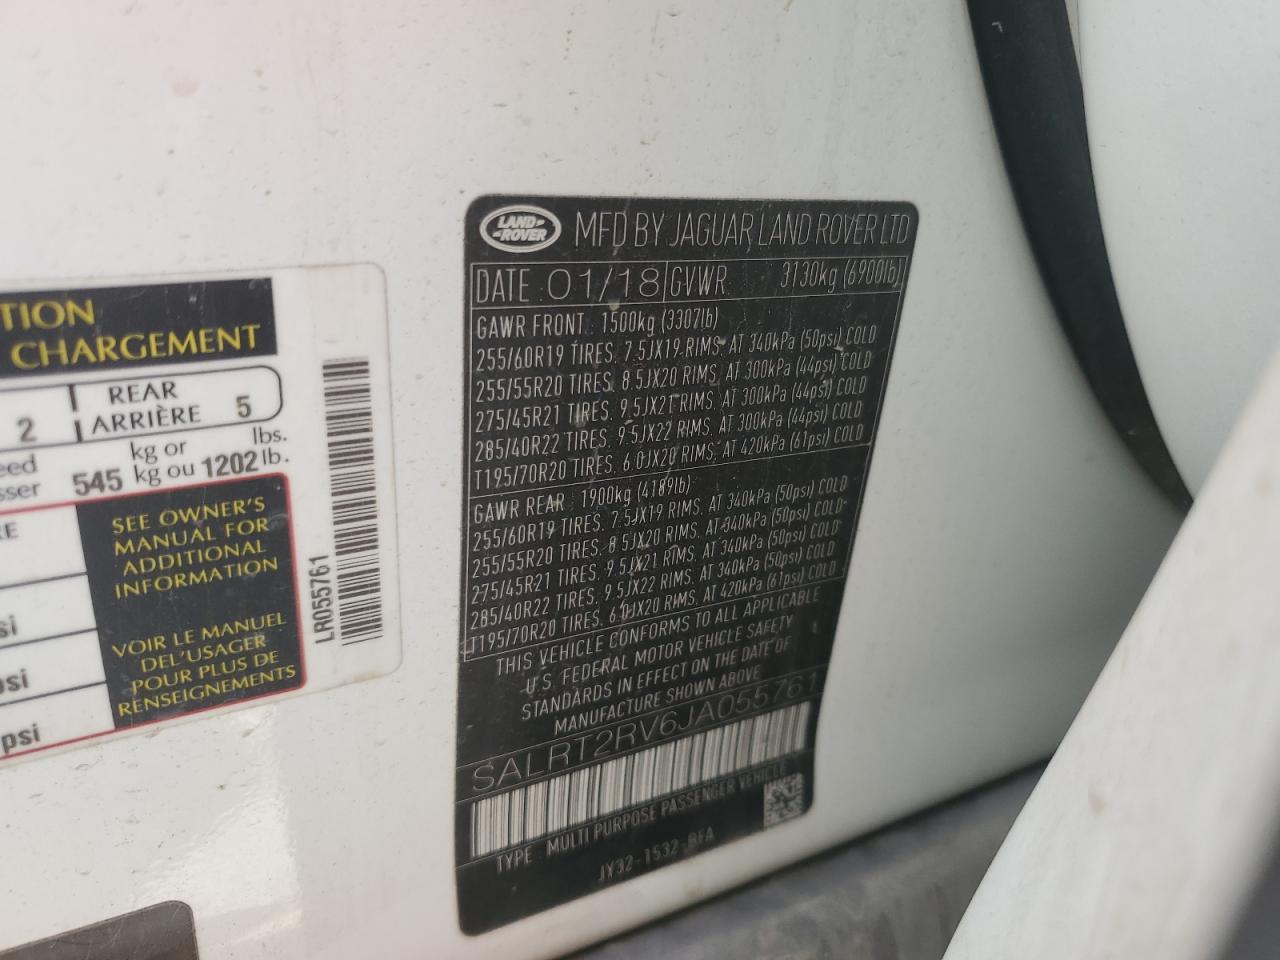 TION
CHARGEMENT
2 REAR
ARRIÈRE 5
eed
sser 545 kg or
kg ou 1202 lbs.
lb.
RE
SEE OWNER'S
MANUAL FOR
ADDITIONAL
INFORMATION
VOIR LE MANUEL
DEL'USAGER
POUR PLUS DE
RENSEIGNEMENTS
si
psi
psi
LR055761
LAND-
-ROVER
MFD BY JAGUAR LAND ROVER LTD
DATE : 01/18 GVWR: 3130kg (6900lb)
GAWR FRONT : 1500kg (3307lb)
255/60R19 TIRES. 7.5JX19 RIMS. AT 340kPa (50psi) COLD
255/55R20 TIRES. 8.5JX20 RIMS. AT 300kPa (44psi) COLD
275/45R21 TIRES. 9.5JX21 RIMS. AT 300kPa (44psi) COLD
285/40R22 TIRES. 9.5JX22 RIMS. AT 300kPa (44psi) COLD
T195/70R20 TIRES. 6.0JX20 RIMS. AT 420kPa (61psi) COLD
GAWR REAR : 1900kg (4189lb)
255/60R19 TIRES. 7.5JX19 RIMS. AT 340kPa (50psi) COLD
255/55R20 TIRES. 8.5JX20 RIMS. AT 340kPa (50psi) COLD
275/45R21 TIRES. 9.5JX21 RIMS. AT 340kPa (50psi) COLD
285/40R22 TIRES. 9.5JX22 RIMS. AT 340kPa (50psi) COLD
T195/70R20 TIRES. 6.0JX20 RIMS. AT 420kPa (61psi) COLD
THIS VEHICLE CONFORMS TO ALL APPLICABLE
U.S. FEDERAL MOTOR VEHICLE SAFETY
STANDARDS IN EFFECT ON THE DATE OF
MANUFACTURE SHOWN ABOVE
SALRT2RV6JA055761
TYPE : MULTI PURPOSE PASSENGER VEHICLE
JY32-1532-BFA